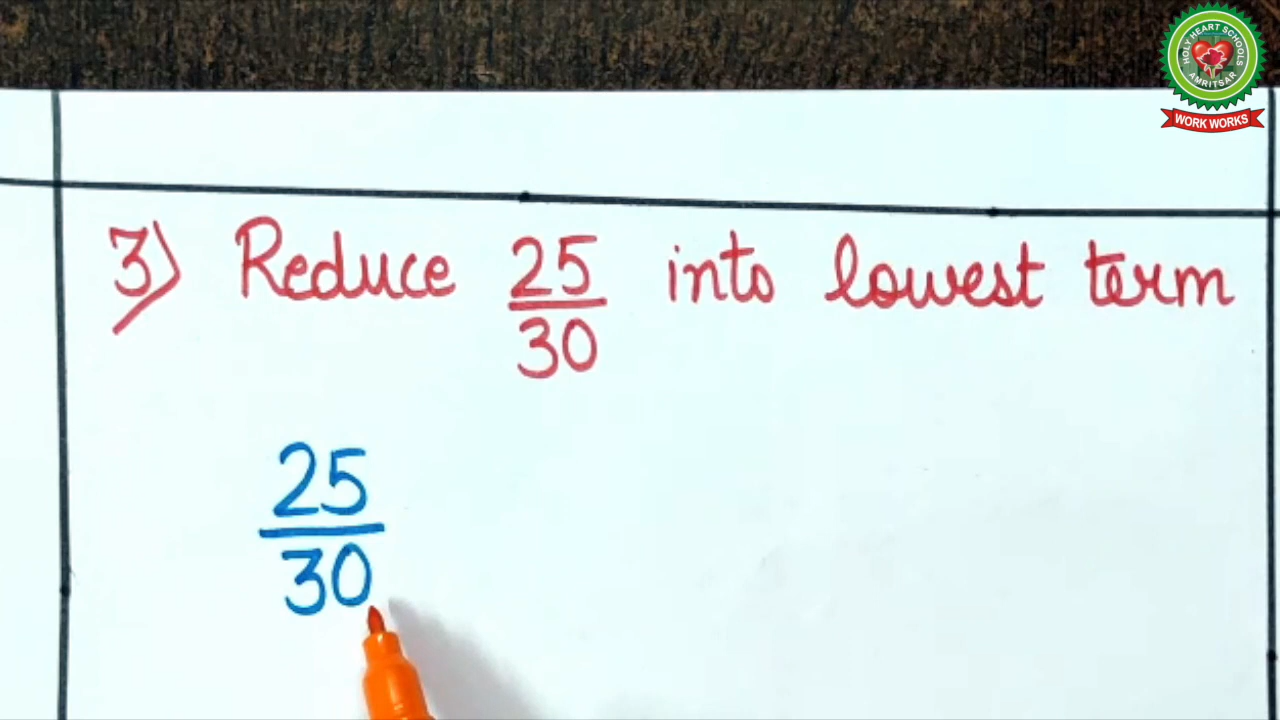 HOLY HEART SCHOOLS
AMRITSAR
WORK WORKS
3) Reduce 25/30 into lowest term
25
30